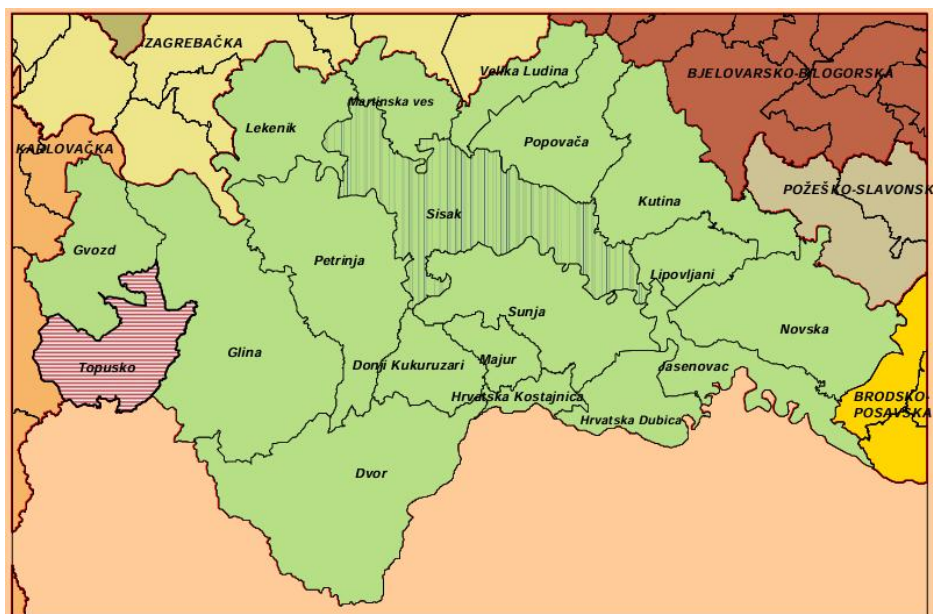 ZAGREBAČKA
Velika Ludina
BJELOVARSKO-BILOGORSKA
Martinska ves
Lekenik
Popovača
KARLOVAČKA
POŽEŠKO-SLAVONSK
Kutina
Sisak
Gvozd
Petrinja
Lipovljani
Sunja
Novska
Glina
Topusko
Donji Kukuruzari
Majur
Jasenovac
Hrvatska Kostajnica
BRODSKO-
POSAVSKA
Hrvatska Dubica
Dvor